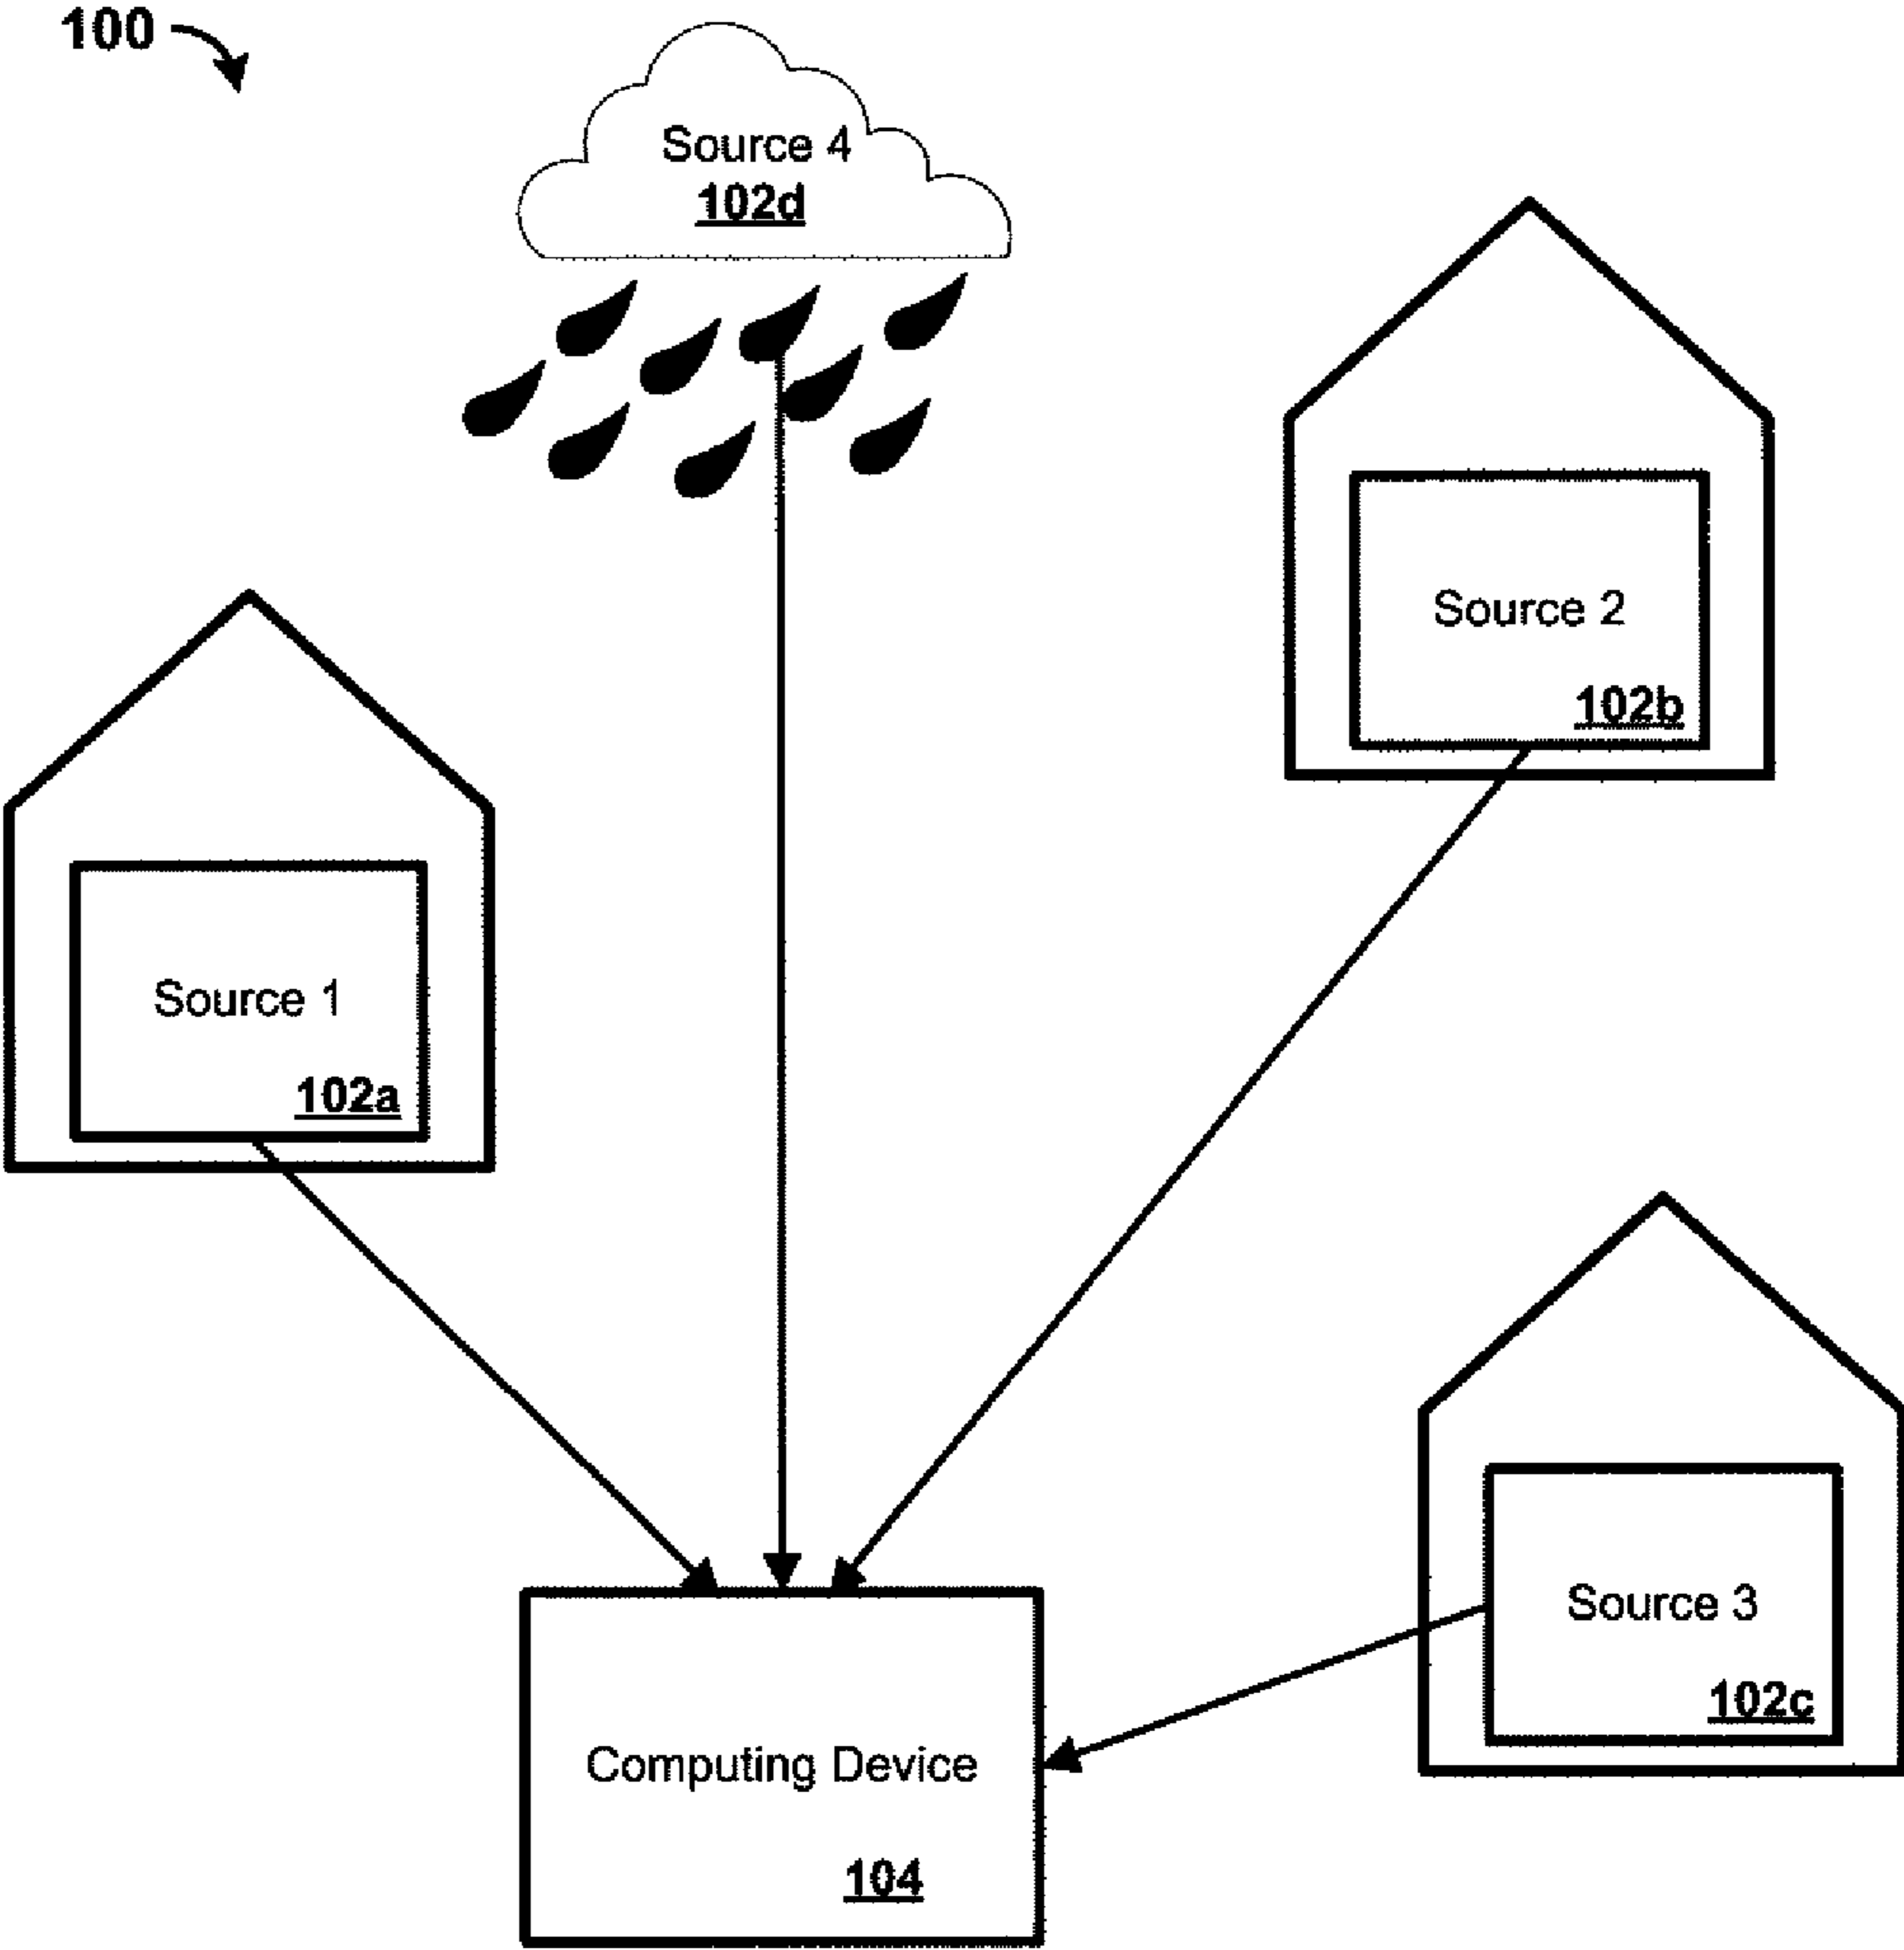 100
Source 4
102d
Source 2
102b
Source 1
102a
Source 3
102c
Computing Device
104